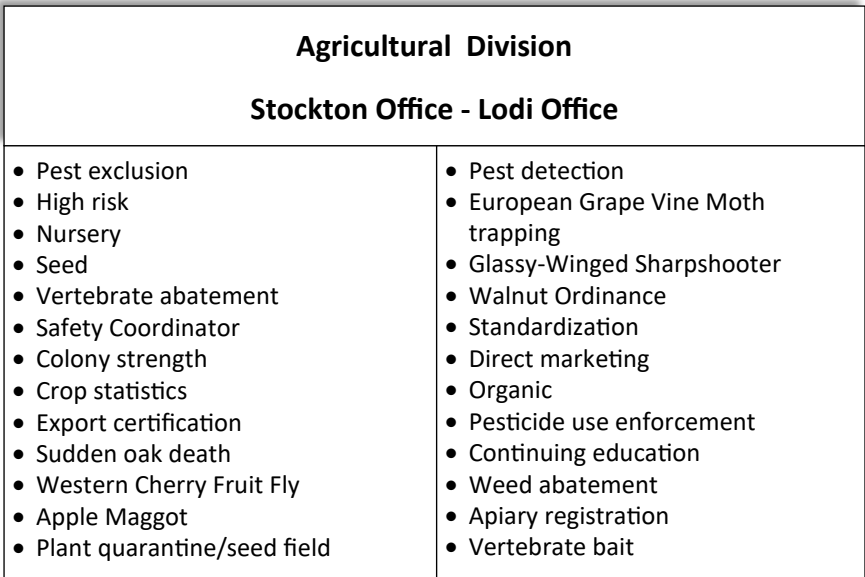 Agricultural Division
Stockton Office - Lodi Office
• Pest exclusion
• High risk
• Nursery
• Seed
• Vertebrate abatement
• Safety Coordinator
• Colony strength
• Crop statistics
• Export certification
• Sudden oak death
• Western Cherry Fruit Fly
• Apple Maggot
• Plant quarantine/seed field
• Pest detection
• European Grape Vine Moth
trapping
• Glassy-Winged Sharpshooter
• Walnut Ordinance
• Standardization
• Direct marketing
• Organic
• Pesticide use enforcement
• Continuing education
• Weed abatement
• Apiary registration
• Vertebrate bait